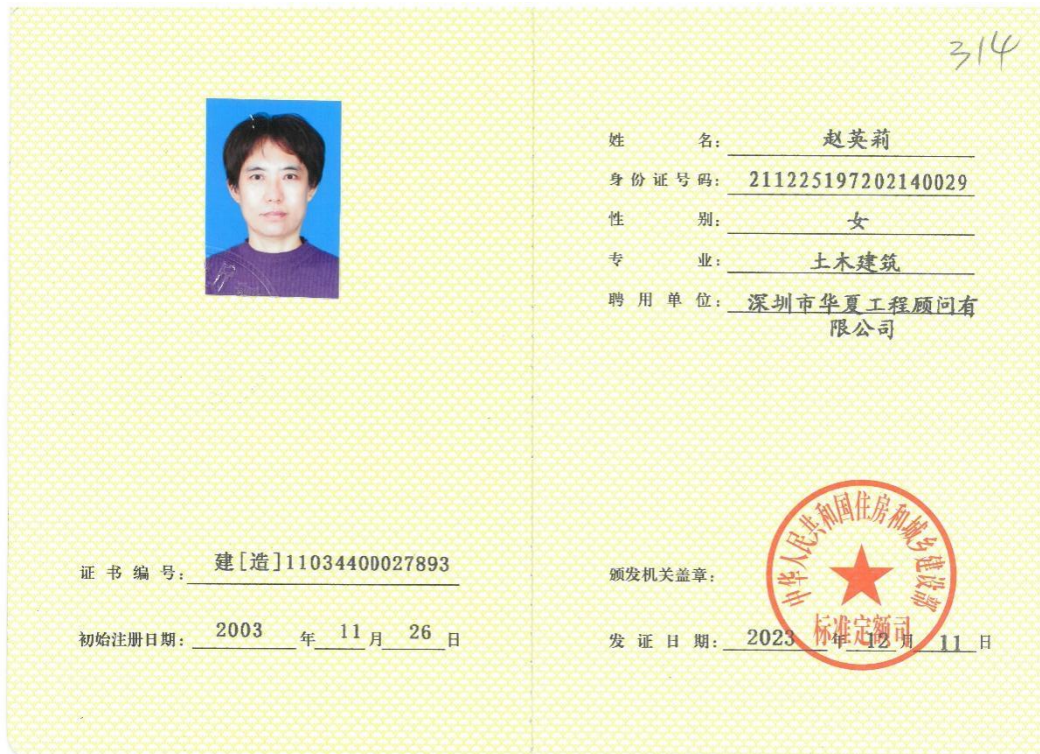 314
姓名: 赵英莉
身份证号码: 211225197202140029
性别: 女
专业: 土木建筑
聘用单位: 深圳市华夏工程顾问有
限公司
证书编号: 建[造]11034400027893
初始注册日期: 2003 年 11 月 26 日
颁发机关盖章:
中华人民共和国住房和城乡建设部
标准定额司
发证日期: 2023 年 12 月 11 日